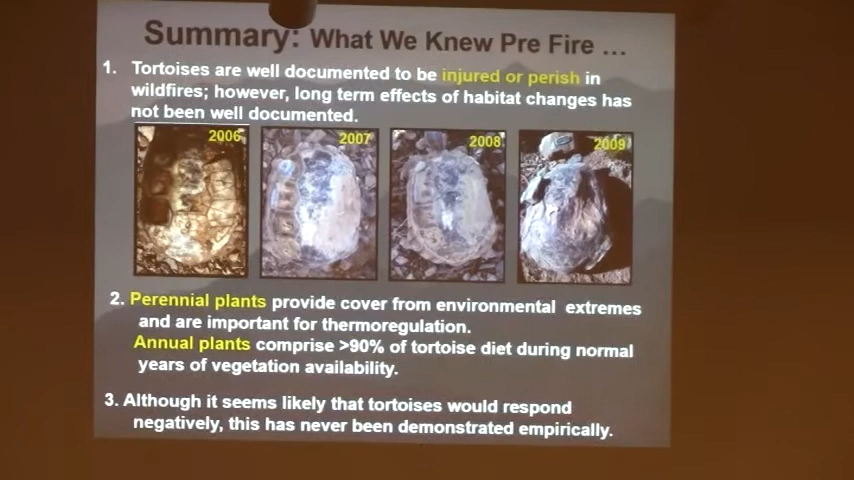 Summary: What We Knew Pre Fire ...
1. Tortoises are well documented to be injured or perish in
wildfires; however, long term effects of habitat changes has
not been well documented.
2006 2007 2008 2009
2. Perennial plants provide cover from environmental extremes
and are important for thermoregulation.
Annual plants comprise >90% of tortoise diet during normal
years of vegetation availability.
3. Although it seems likely that tortoises would respond
negatively, this has never been demonstrated empirically.